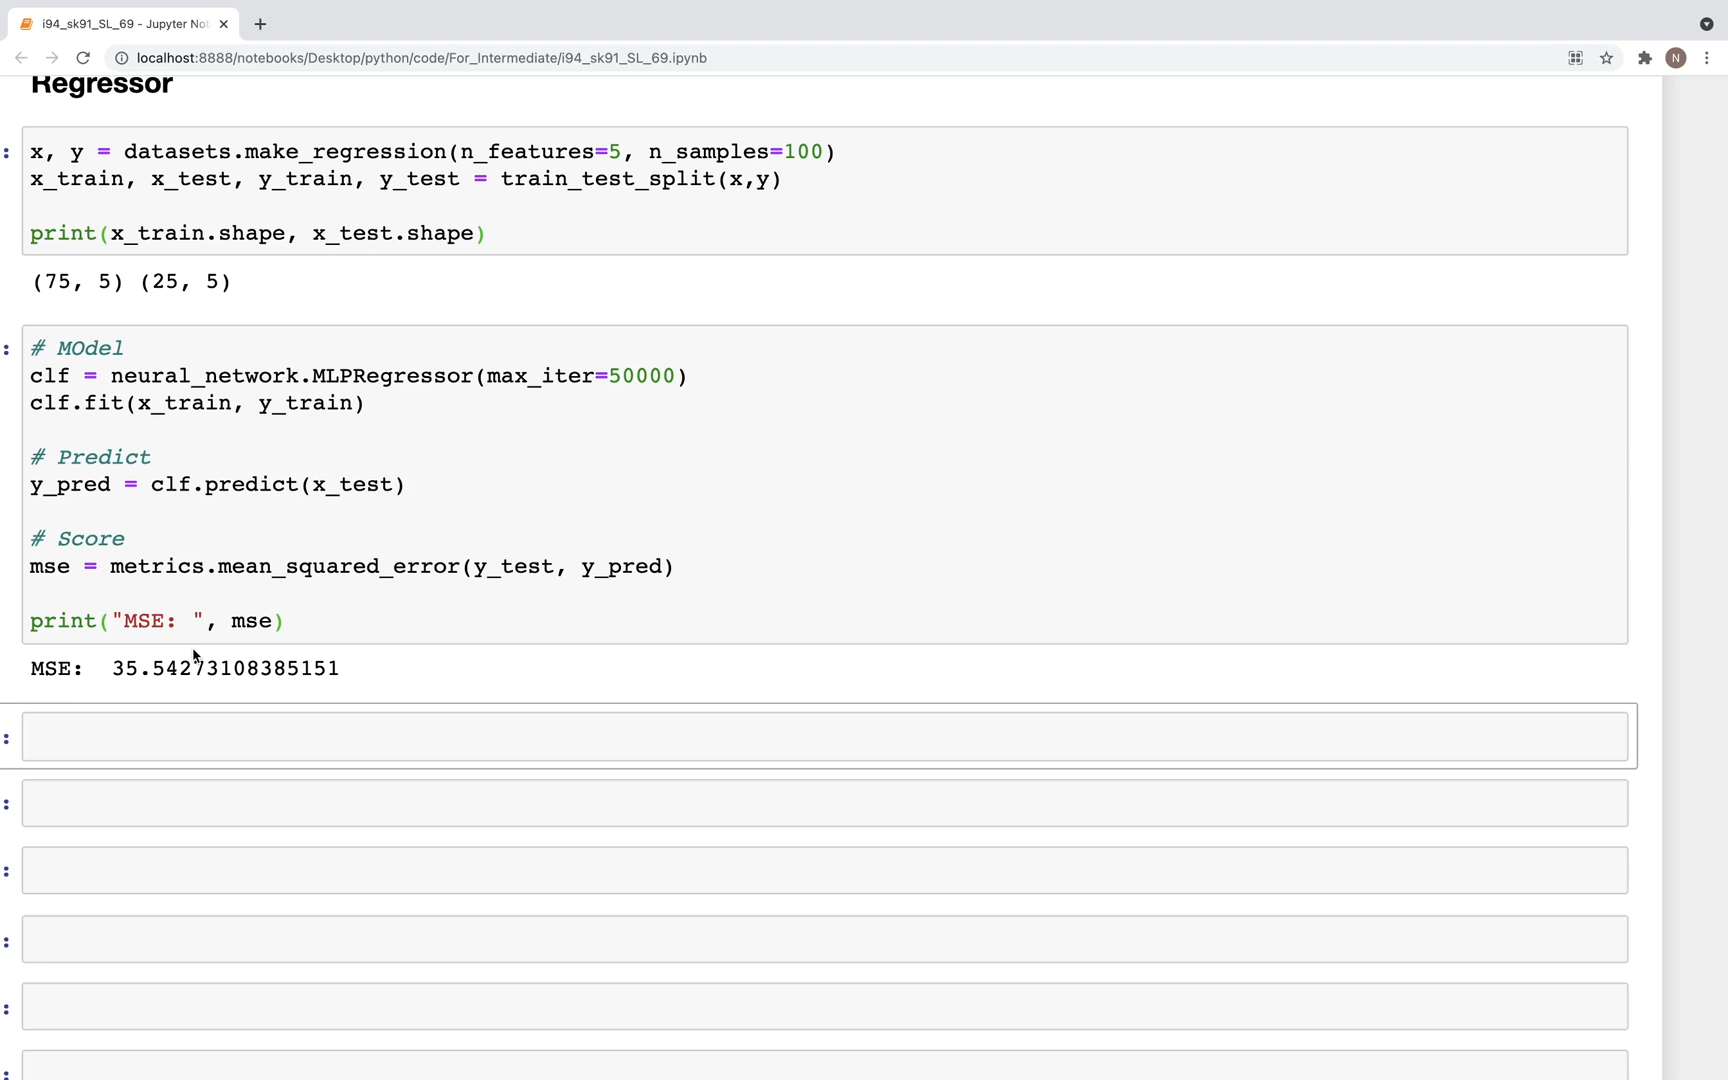 i94_sk91_SL_69 - Jupyter No
localhost:8888/notebooks/Desktop/python/code/For_Intermediate/i94_sk91_SL_69.ipynb
N
Regressor
x, y = datasets.make_regression(n_features=5, n_samples=100)
x_train, x_test, y_train, y_test = train_test_split(x,y)
print(x_train.shape, x_test.shape)
(75, 5) (25, 5)
# MOdel
clf = neural_network.MLPRegressor(max_iter=50000)
clf.fit(x_train, y_train)
# Predict
y_pred = clf.predict(x_test)
# Score
mse = metrics.mean_squared_error(y_test, y_pred)
print("MSE: ", mse)
MSE:  35.54273108385151